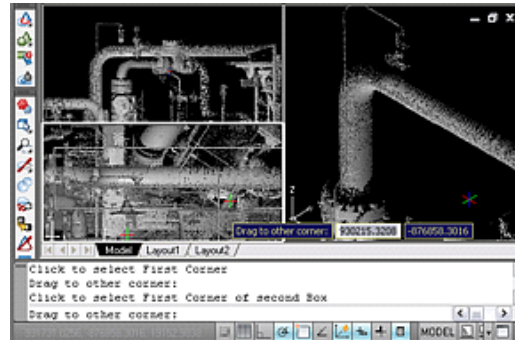 Drag to other corner: 930215.3208 -876858.3016
Model Layout1 Layout2
Click to select First Corner
Drag to other corner:
Click to select First Corner of second Box
Drag to other corner:
MODEL